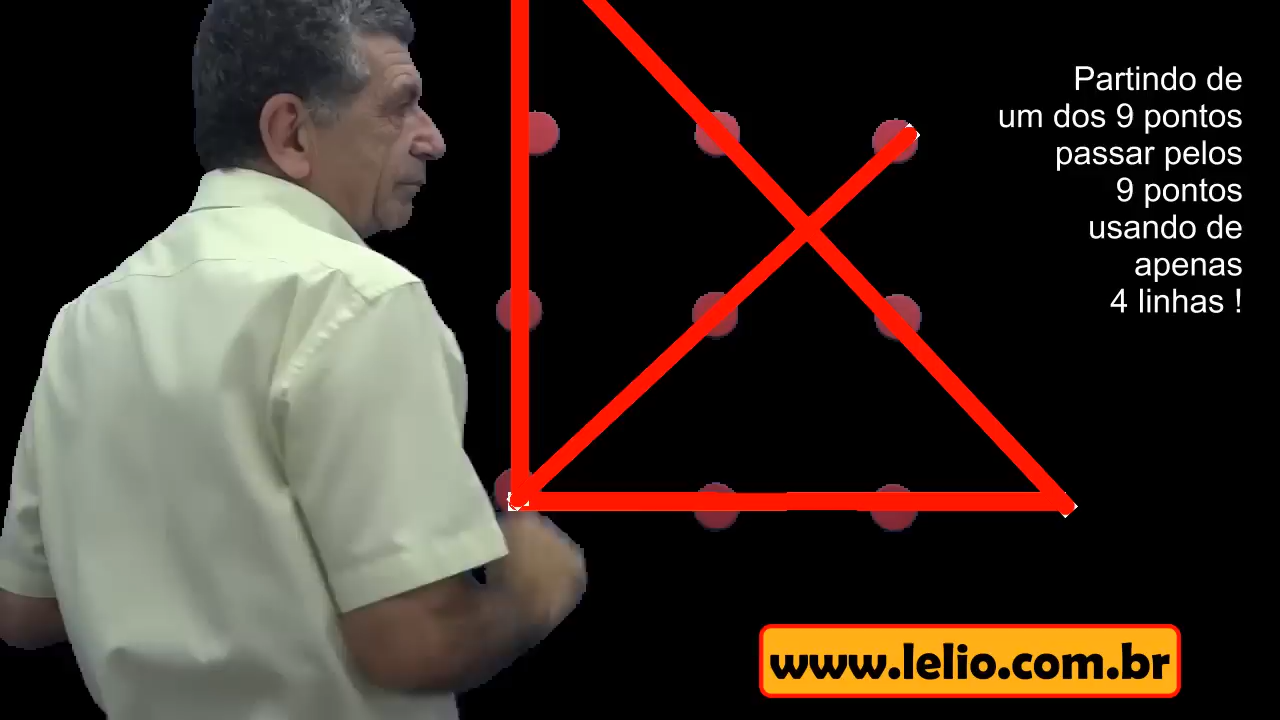 Partindo de
um dos 9 pontos
passar pelos
9 pontos
usando de
apenas
4 linhas !
www.lelio.com.br